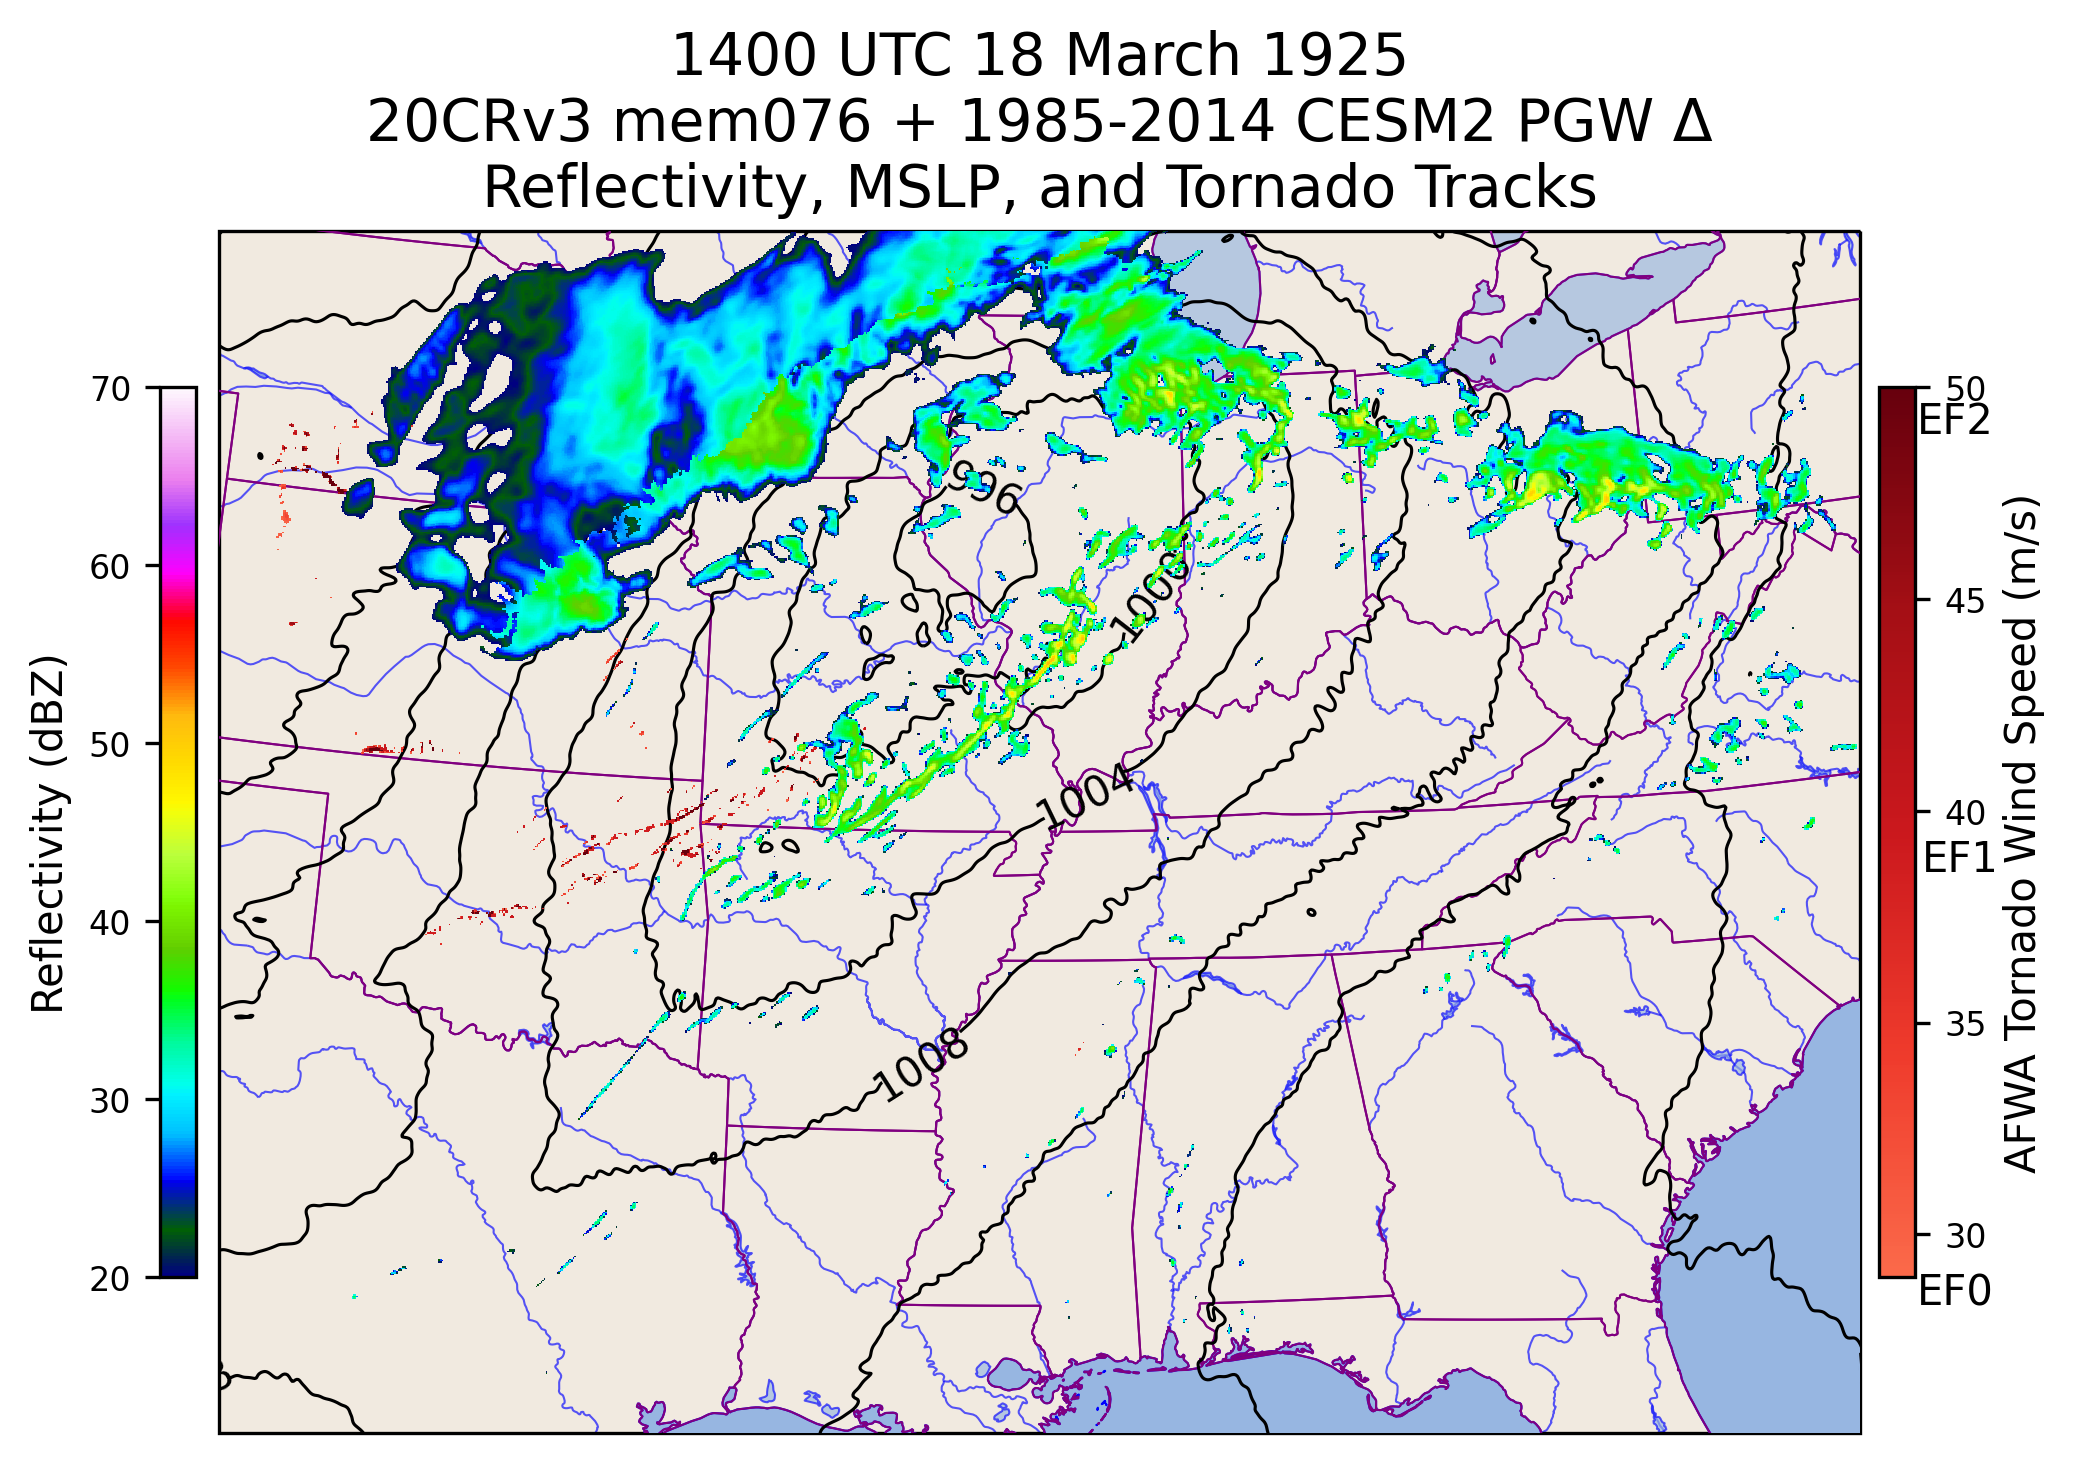 1400 UTC 18 March 1925
20CRv3 mem076 + 1985-2014 CESM2 PGW Δ
Reflectivity, MSLP, and Tornado Tracks
70
60
50
40
30
20
Reflectivity (dBZ)
996
1000
1004
1008
50
EF2
45
40
EF1
35
30
EF0
AFWA Tornado Wind Speed (m/s)